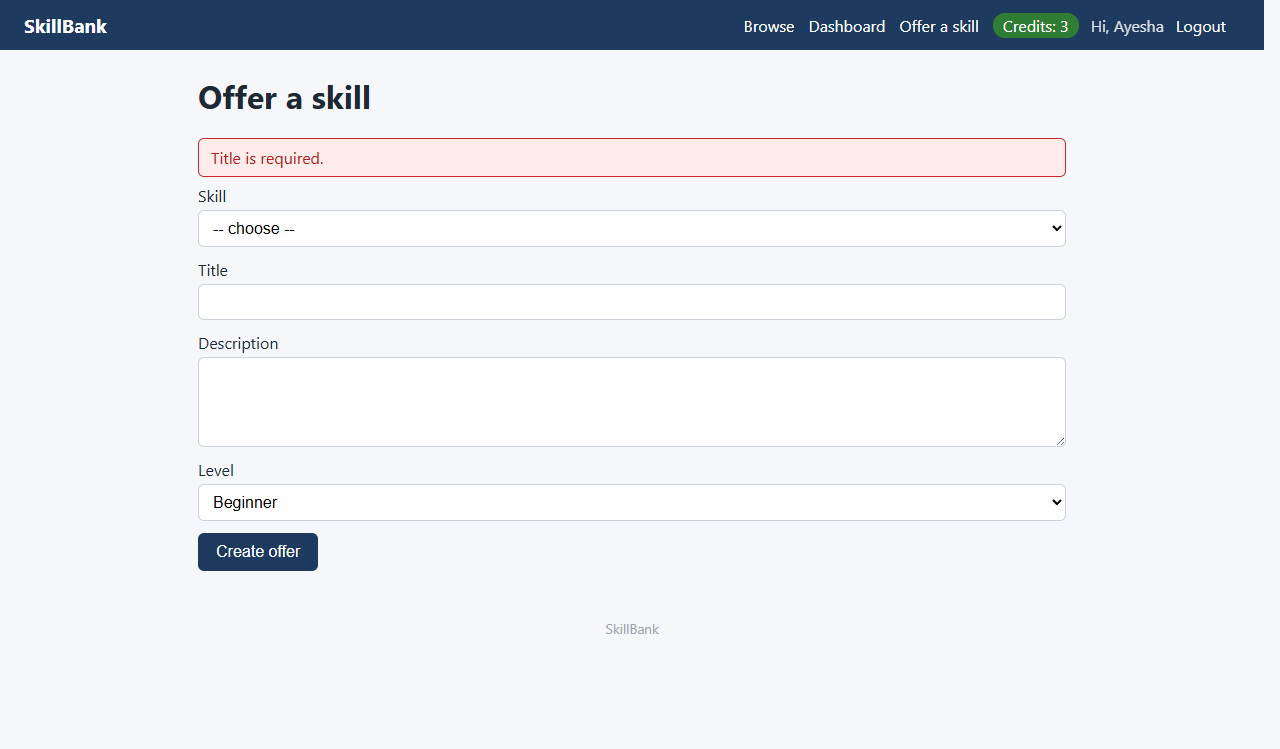 SkillBank
Browse Dashboard Offer a skill Credits: 3 Hi, Ayesha Logout
Offer a skill
Title is required.
Skill
-- choose --
Title
Description
Level
Beginner
Create offer
SkillBank